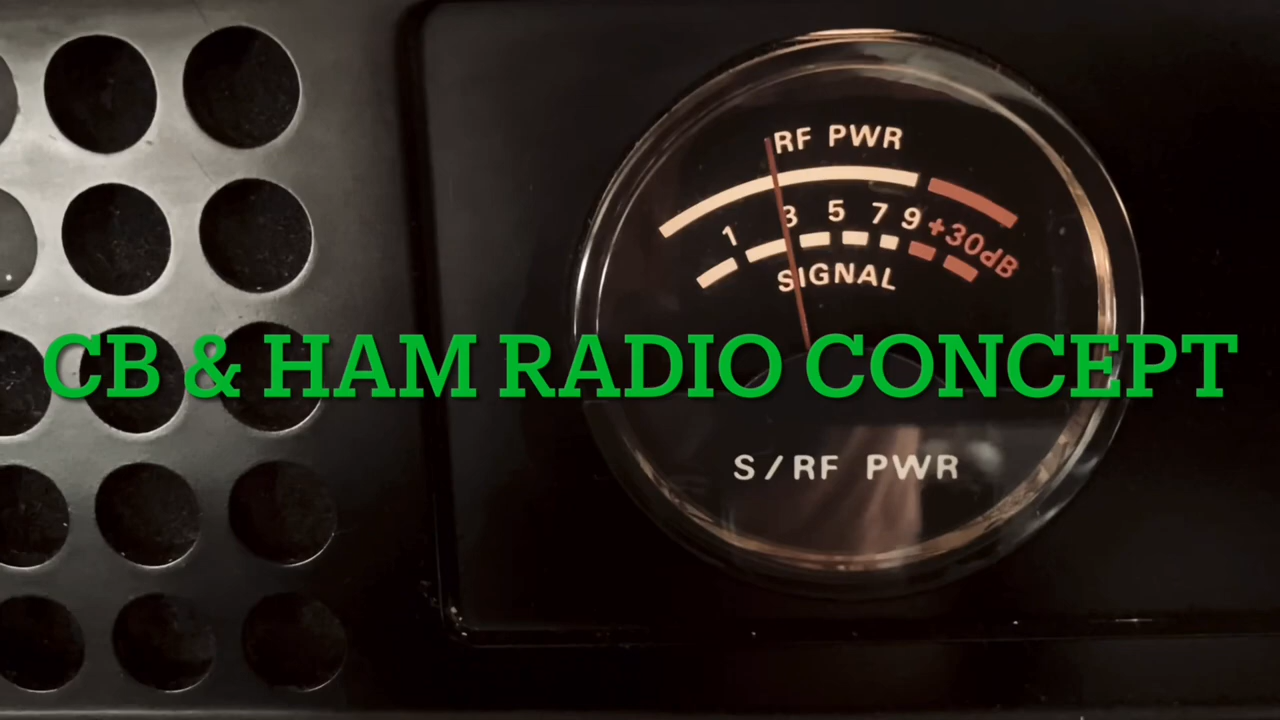 RF PWR
1 3 5 7 9 +30dB
SIGNAL
CB & HAM RADIO CONCEPT
S/RF PWR